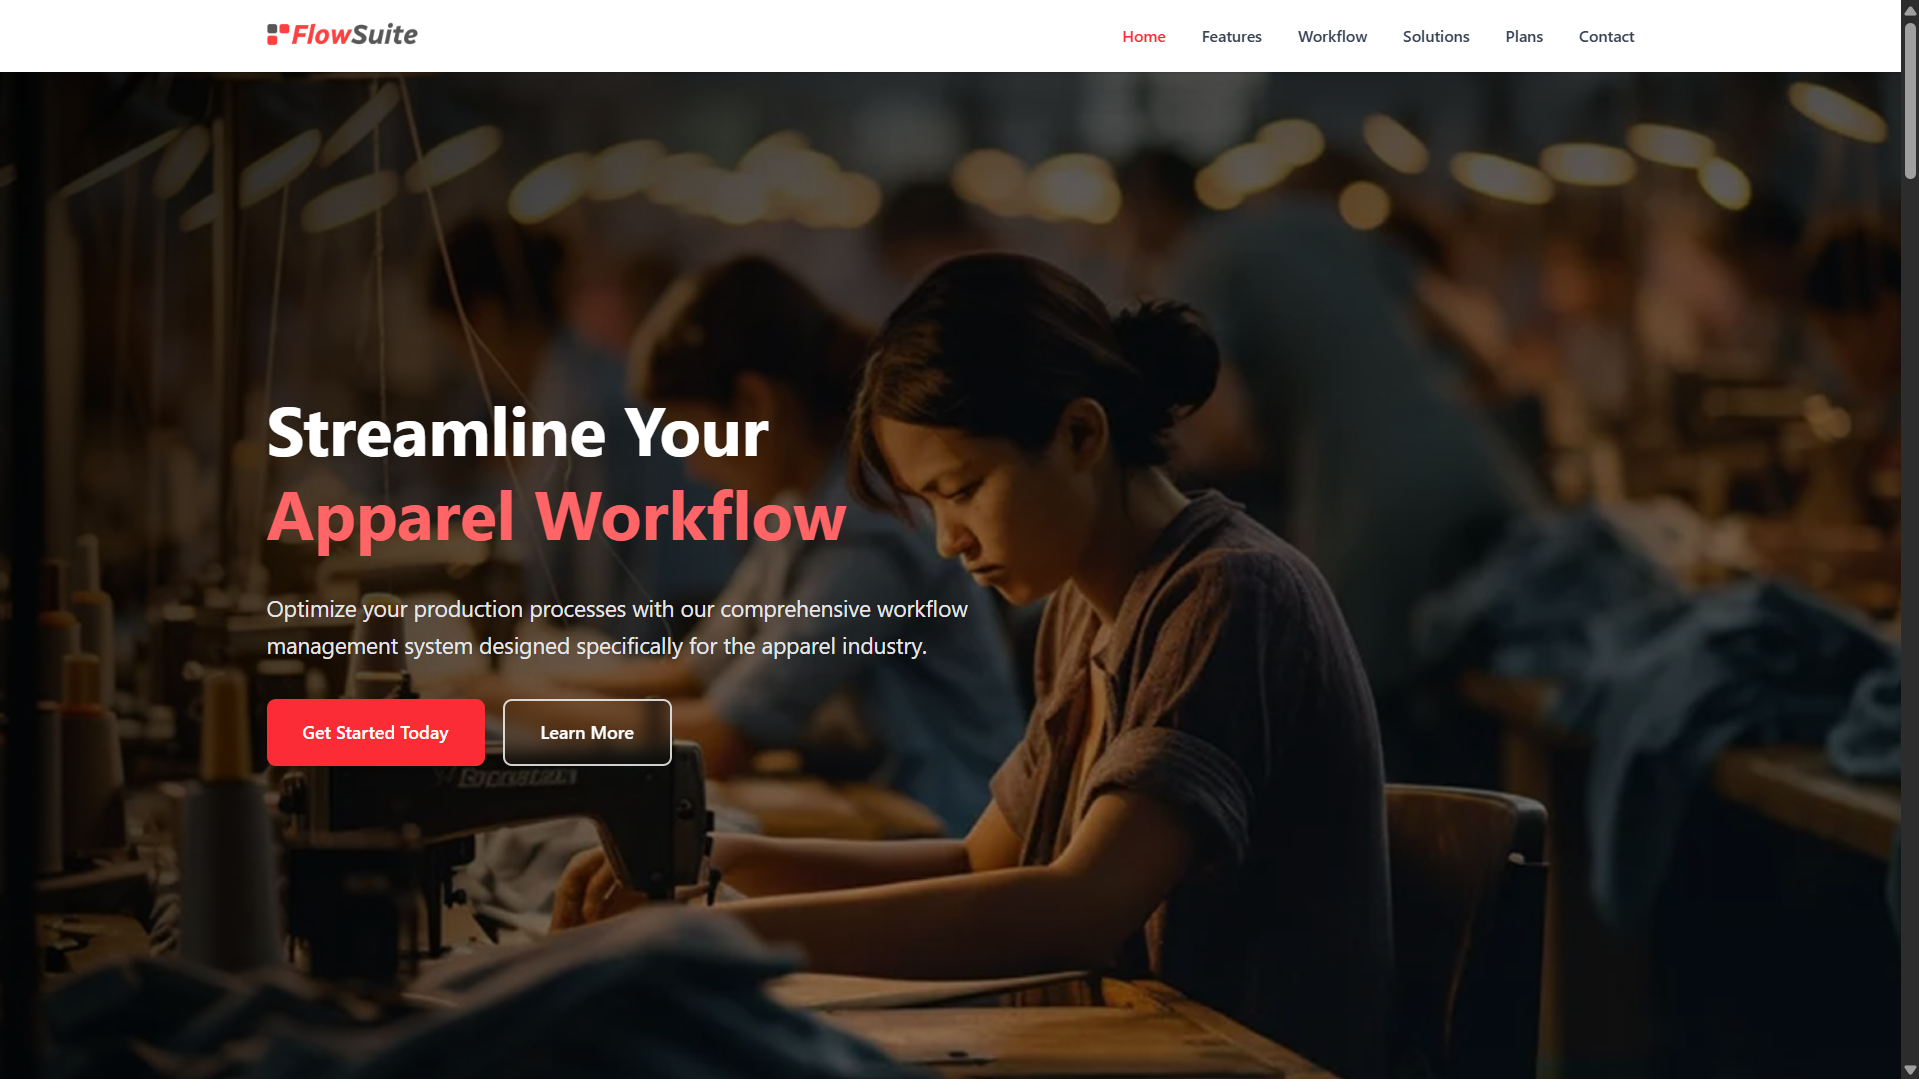 FlowSuite
Home Features Workflow Solutions Plans Contact
Streamline Your
Apparel Workflow
Optimize your production processes with our comprehensive workflow
management system designed specifically for the apparel industry.
Get Started Today Learn More